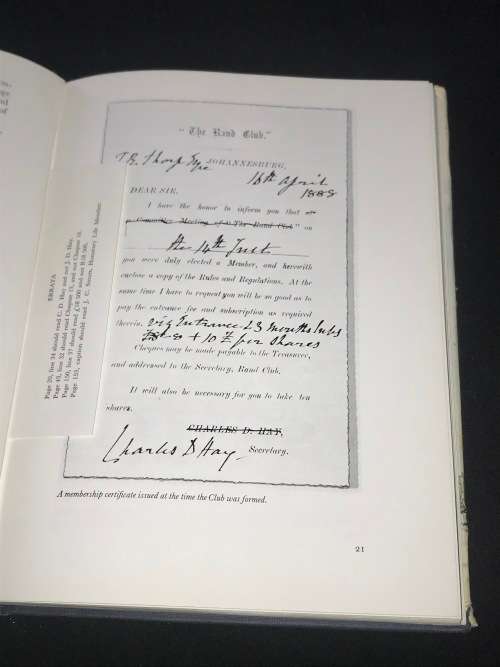 ERRATA
Page 20, line 34 should read C. D. Hay and not J. D. Hay.
"The Rand Club."
T.R. Thorp Esq JOHANNESBURG,
16th April
1888
DEAR SIR,
I have the honor to inform you that
Committee Meeting of "The Rand Club" on
the 14th Inst
you were duly elected a Member, and herewith
enclose a copy of the Rules and Regulations. At the
same time I have to request you will be so good as to
pay the entrance fee and subscription as required
therein. viz Entrance £3 months Subs
+ 10 £ per Shares
Cheques may be made payable to the Treasurer,
and addressed to the Secretary, Rand Club.
It will also be necessary for you to take ten
shares.
CHARLES D. HAY,
Charles D Hay Secretary.
A membership certificate issued at the time the Club was formed.
21